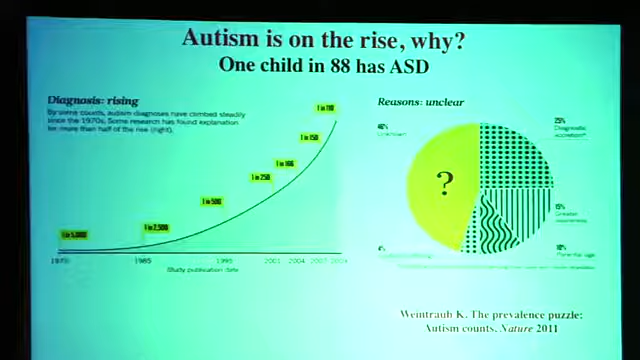 Autism is on the rise, why?
One child in 88 has ASD
Diagnosis: rising
By some counts, autism diagnoses have climbed steadily
since the 1970s. Some research has found explanation
for more than half of the rise (right).
1 in 5,000
1 in 2,500
1 in 500
1 in 250
1 in 166
1 in 150
1 in 110
1975
1985
1995
2001
2004
2007
Study publication date
Reasons: unclear
46%
Unknown
?
25%
Diagnostic
accretion*
15%
Greater
awareness
10%
Parental age
4%
Weintraub K. The prevalence puzzle:
Autism counts. Nature 2011